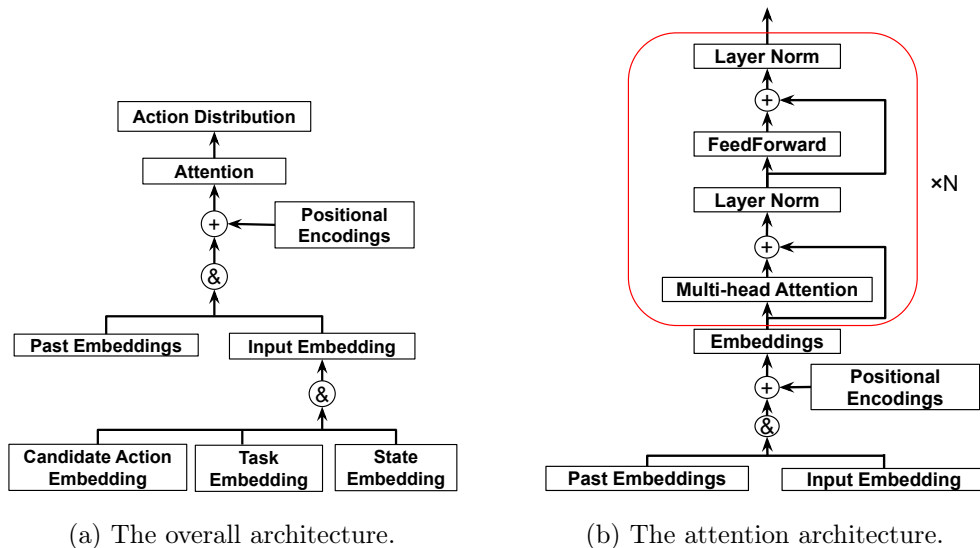 Action Distribution
Attention
+
Positional
Encodings
&
Past Embeddings
Input Embedding
&
Candidate Action
Embedding
Task
Embedding
State
Embedding
(a) The overall architecture.
Layer Norm
+
FeedForward
×N
Layer Norm
+
Multi-head Attention
Embeddings
+
Positional
Encodings
&
Past Embeddings
Input Embedding
(b) The attention architecture.